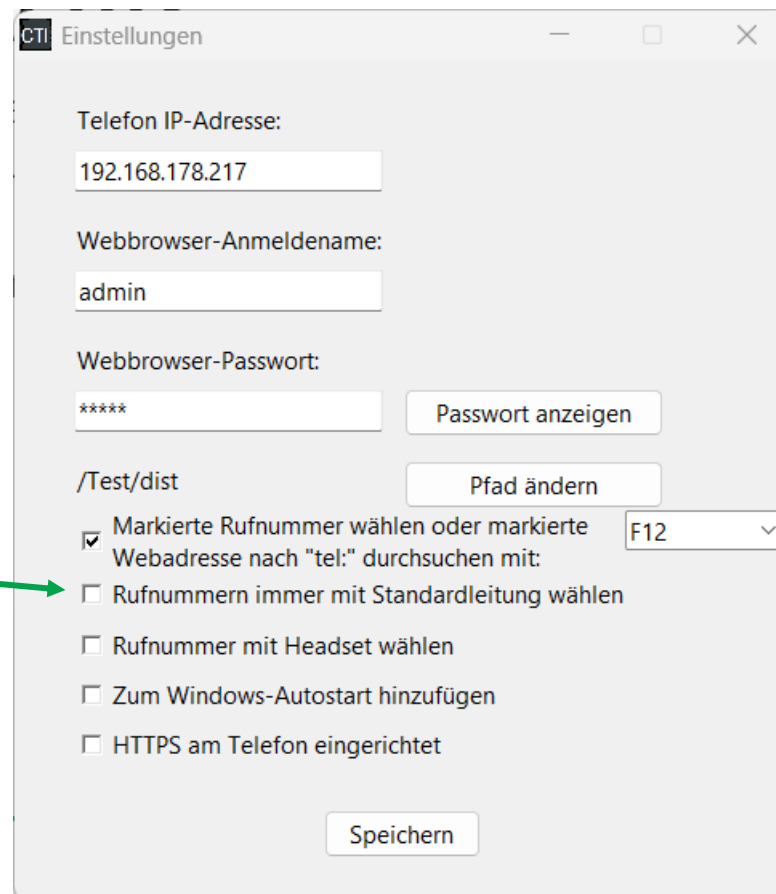 CTI Einstellungen
Telefon IP-Adresse:
192.168.178.217
Webbrowser-Anmeldename:
admin
Webbrowser-Passwort:
*****
Passwort anzeigen
/Test/dist
Pfad ändern
Markierte Rufnummer wählen oder markierte
Webadresse nach "tel:" durchsuchen mit:
F12
Rufnummern immer mit Standardleitung wählen
Rufnummer mit Headset wählen
Zum Windows-Autostart hinzufügen
HTTPS am Telefon eingerichtet
Speichern